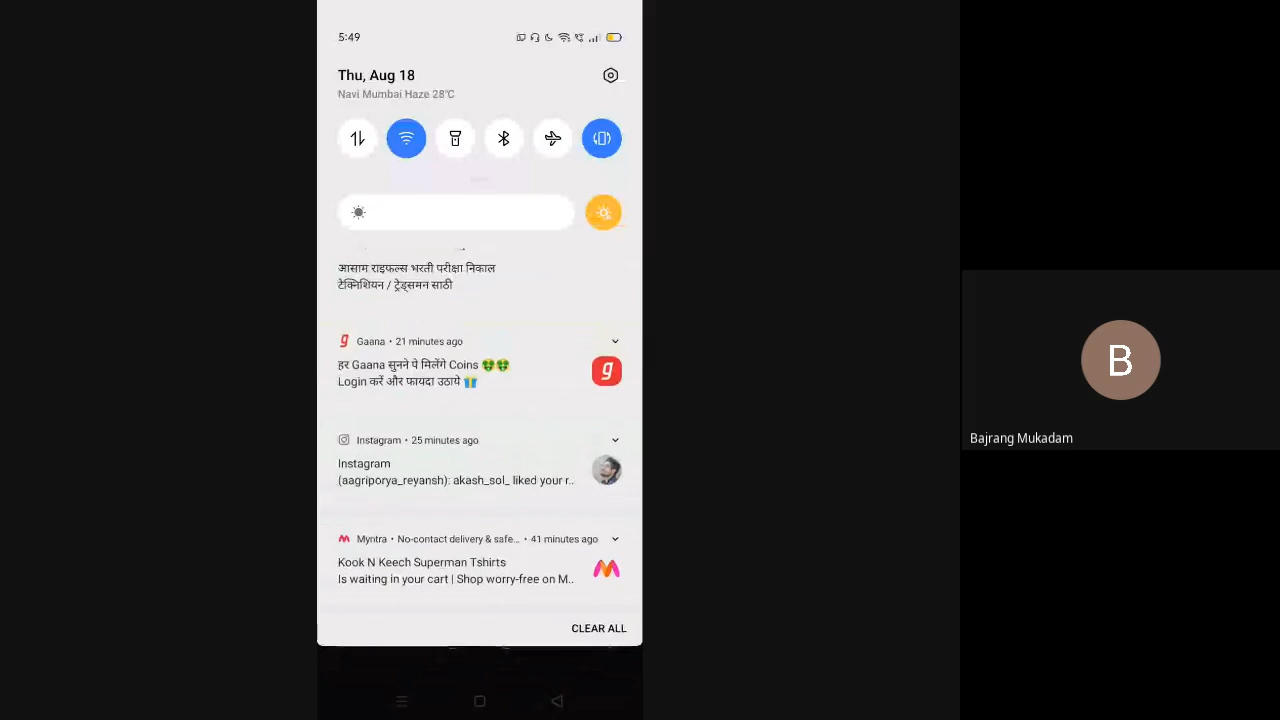 5:49
Thu, Aug 18
Navi Mumbai Haze 28°C
आसाम राइफल्स भरती परीक्षा निकाल
टेक्निशियन / ट्रेड्समन साठी
Gaana • 21 minutes ago
हर Gaana सुनने पे मिलेंगे Coins 🤑🤑
Login करें और फायदा उठाये 🎁
Instagram • 25 minutes ago
Instagram
(aagriporya_reyansh): akash_sol_ liked your r..
Myntra • No-contact delivery & safe... • 41 minutes ago
Kook N Keech Superman Tshirts
Is waiting in your cart | Shop worry-free on M..
CLEAR ALL
B
Bajrang Mukadam